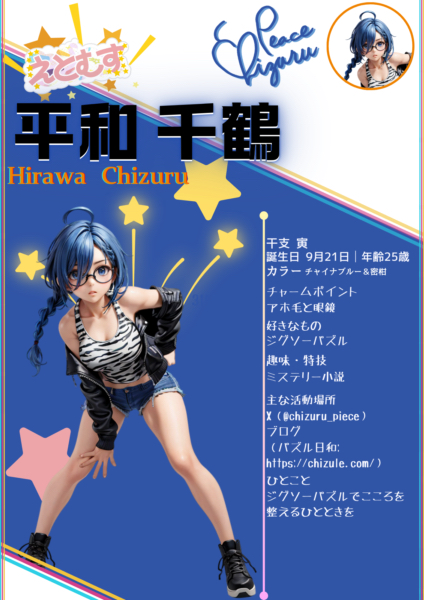 えとむす
Peace
Chizuru
平和 千鶴
Hirawa Chizuru
干支 寅
誕生日 9月21日｜年齢25歳
カラー チャイナブルー＆密柑
チャームポイント
アホ毛と眼鏡
好きなもの
ジグソーパズル
趣味・特技
ミステリー小説
主な活動場所
X（@chizuru_piece）
ブログ
（パズル日和:
https://chizule.com/）
ひとこと
ジグソーパズルでこころを
整えるひとときを